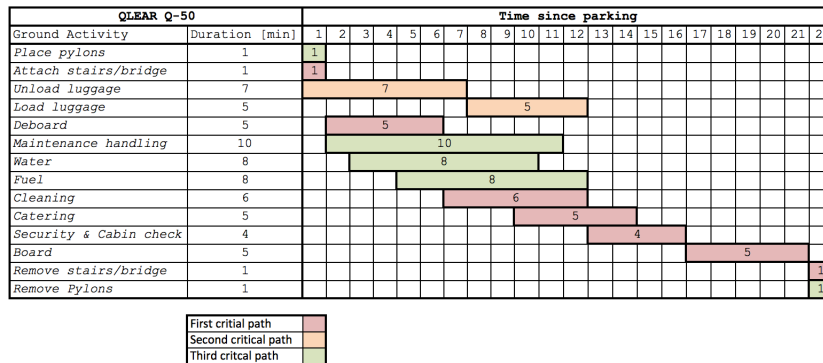 QLEAR Q-50 Time since parking
Ground Activity Duration [min] 1 2 3 4 5 6 7 8 9 10 11 12 13 14 15 16 17 18 19 20 21 2
Place pylons 1 1
Attach stairs/bridge 1 1
Unload luggage 7 7
Load luggage 5 5
Deboard 5 5
Maintenance handling 10 10
Water 8 8
Fuel 8 8
Cleaning 6 6
Catering 5 5
Security & Cabin check 4 4
Board 5 5
Remove stairs/bridge 1 1
Remove Pylons 1 1
First critial path
Second critical path
Third critcal path